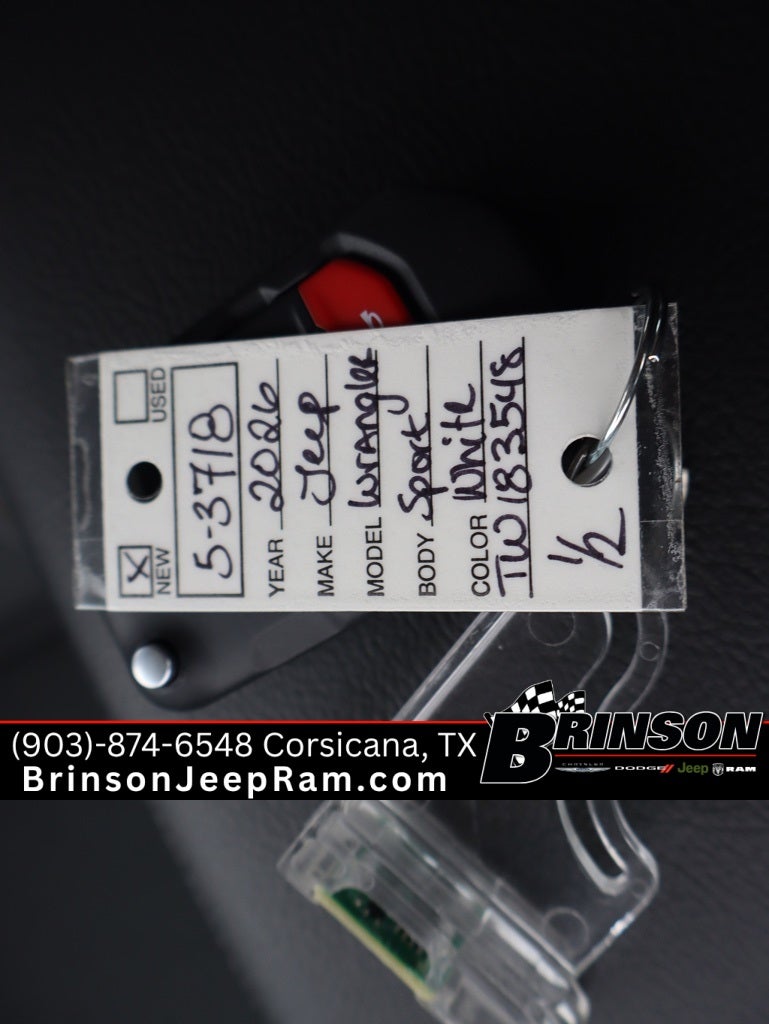 X
NEW
USED
5-3718
YEAR 2026
MAKE Jeep
MODEL Wrangler
BODY Sport
COLOR White
TW183548
1/2
(903)-874-6548 Corsicana, TX
BrinsonJeepRam.com
BRINSON
CHRYSLER DODGE// Jeep RAM